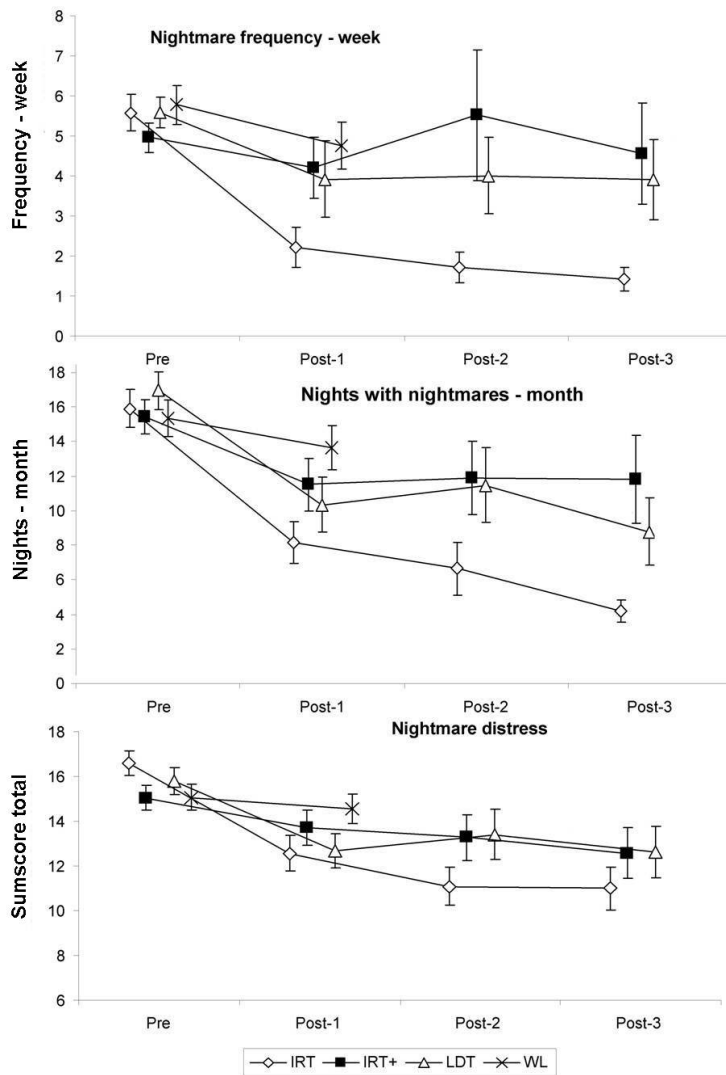 Nightmare frequency - week
Frequency - week
8
7
6
5
4
3
2
1
0
Pre Post-1 Post-2 Post-3
Nights with nightmares - month
Nights - month
18
16
14
12
10
8
6
4
2
0
Pre Post-1 Post-2 Post-3
Nightmare distress
Sumscore total
18
16
14
12
10
8
6
Pre Post-1 Post-2 Post-3
IRT IRT+ LDT WL